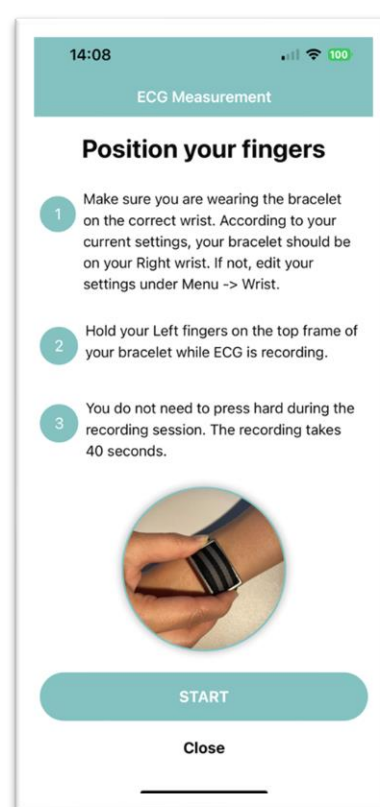 14:08
100
ECG Measurement
Position your fingers
1
Make sure you are wearing the bracelet
on the correct wrist. According to your
current settings, your bracelet should be
on your Right wrist. If not, edit your
settings under Menu -> Wrist.
2
Hold your Left fingers on the top frame of
your bracelet while ECG is recording.
3
You do not need to press hard during the
recording session. The recording takes
40 seconds.
START
Close